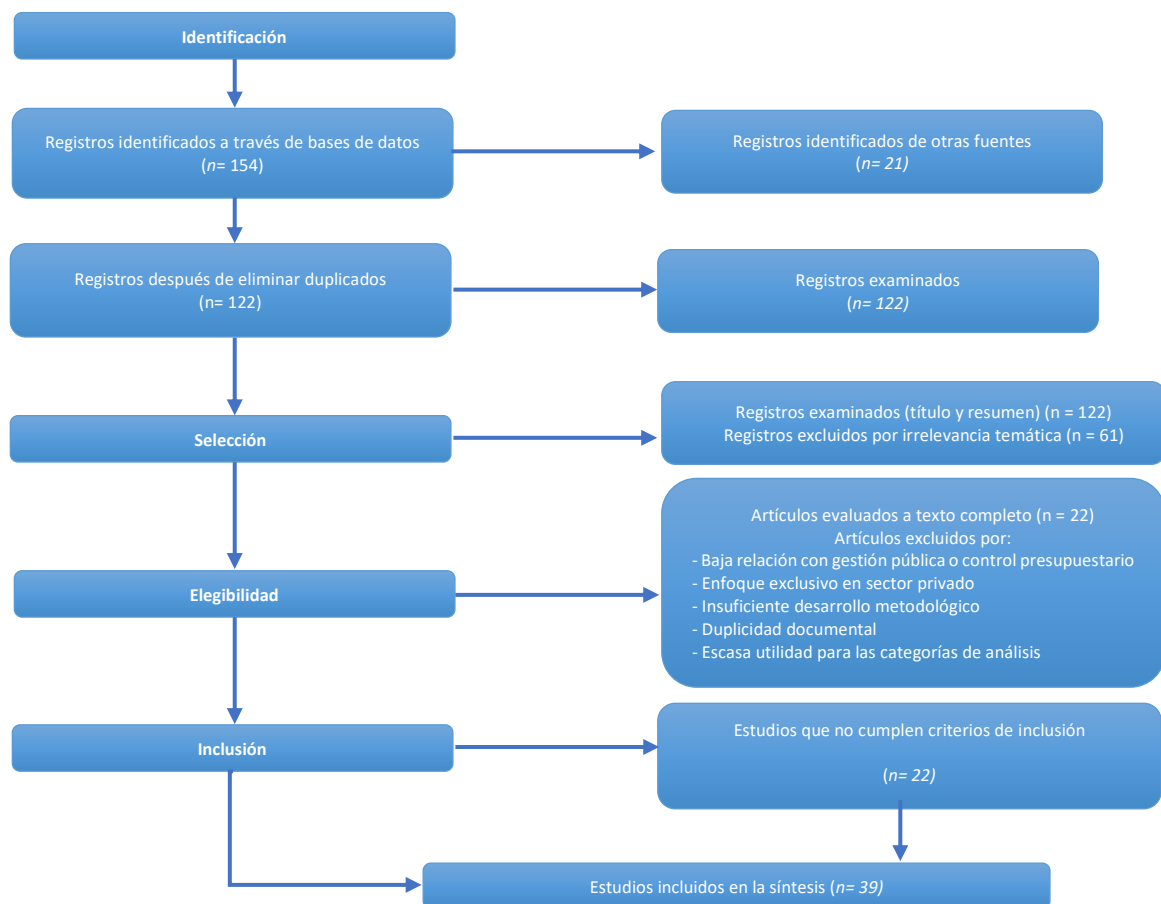 Identificación
Registros identificados a través de bases de datos
(n= 154)
Registros identificados de otras fuentes
(n= 21)
Registros después de eliminar duplicados
(n= 122)
Registros examinados
(n= 122)
Selección
Registros examinados (título y resumen) (n = 122)
Registros excluidos por irrelevancia temática (n = 61)
Elegibilidad
Artículos evaluados a texto completo (n = 22)
Artículos excluidos por:
- Baja relación con gestión pública o control presupuestario
- Enfoque exclusivo en sector privado
- Insuficiente desarrollo metodológico
- Duplicidad documental
- Escasa utilidad para las categorías de análisis
Inclusión
Estudios que no cumplen criterios de inclusión
(n= 22)
Estudios incluidos en la síntesis (n= 39)